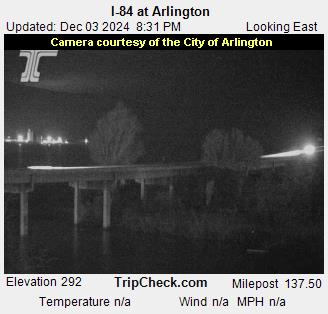 I-84 at Arlington
Updated: Dec 03 2024 8:31 PM Looking East
Camera courtesy of the City of Arlington
Elevation 292 TripCheck.com Milepost 137.50
Temperature n/a Wind n/a MPH n/a